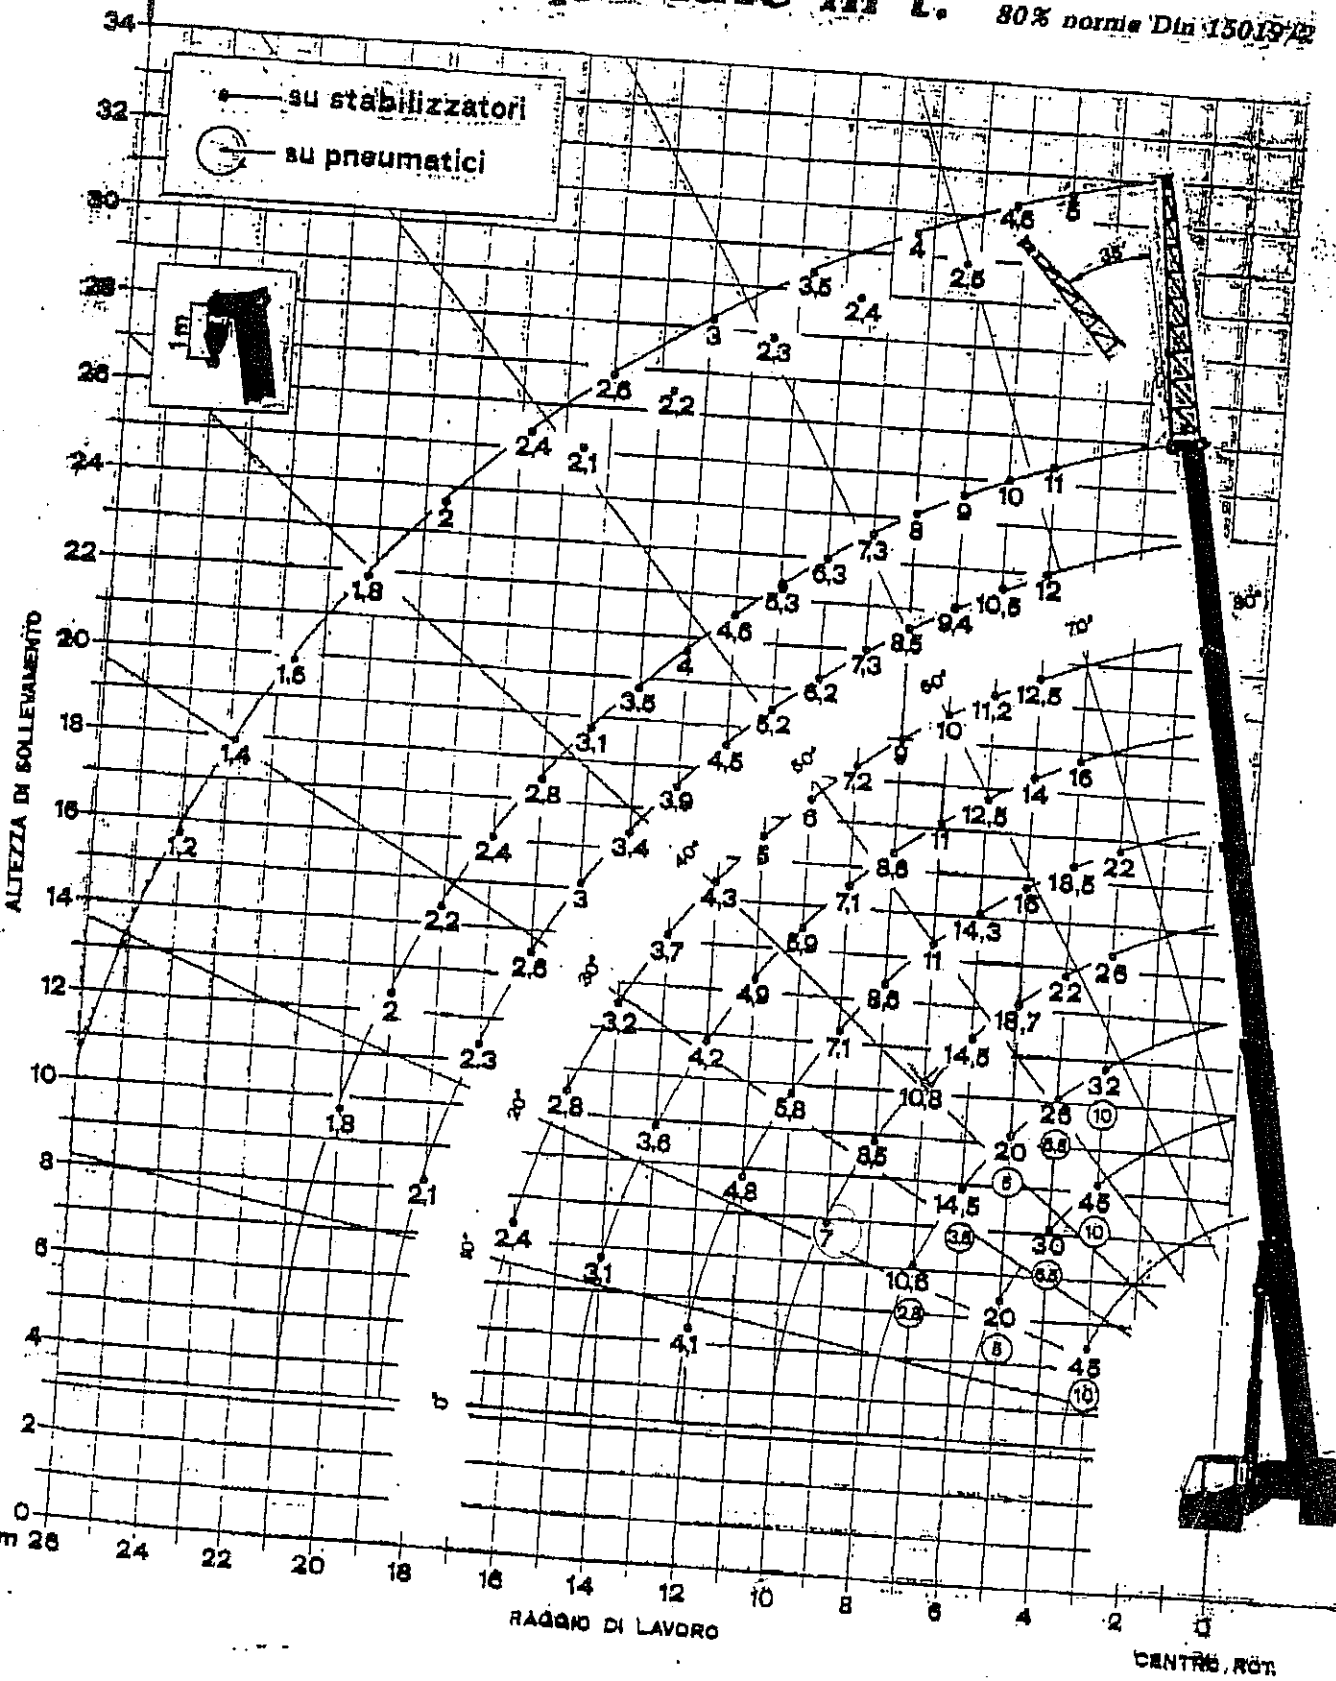 80% norme Din 15019/2
34
su stabilizzatori
32
su pneumatici
30
4,5 5
4 35°
2,5
28 3,5
2,4
1m 3 2,3
26 2,6 2,2
2,4 2,1
24 11
10
2 9
8
22 7,3
1,8 6,3 12
5,3 10,5 80°
4,6 9,4
20 4 8,5 70°
1,5 3,5 7,3
6,2 60° 12,5
18 5,2 11,2
1,4 3,1 4,5 10
50° 9 16
2,8 7,2 14
16 3,9 6 12,5
1,2 2,4 3,4 5 11 22
40° 8,8 18,5
14 3 4,3 7,1 16
2,2 14,3
3,7 5,9 11 26
2,5 30° 22
12 2 3,2 4,9 8,6 18,7
4,2 7,1 14,5
10 2,3 10,8 32
20° 2,8 5,8 26 10
1,8 3,6 8,5 20
8 2,1 4,8 14,5 5 45
2,4 7 3,6 30 10
6 10° 3,1 10,6 5,5
2,8 20
4 4,1 5 45
10
0°
2
0
m 26 24 22 20 18 16 14 12 10 8 6 4 2 0
ALTEZZA DI SOLLEVAMENTO
RAGGIO DI LAVORO
CENTRO ROT.